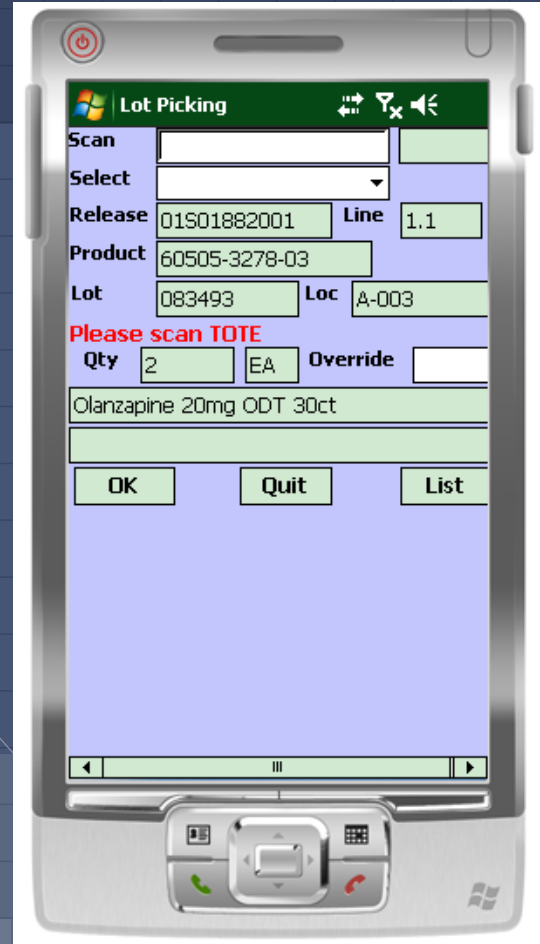 Lot Picking
Scan
Select
Release 01S01882001 Line 1.1
Product 60505-3278-03
Lot 083493 Loc A-003
Please scan TOTE
Qty 2 EA Override
Olanzapine 20mg ODT 30ct
OK Quit List